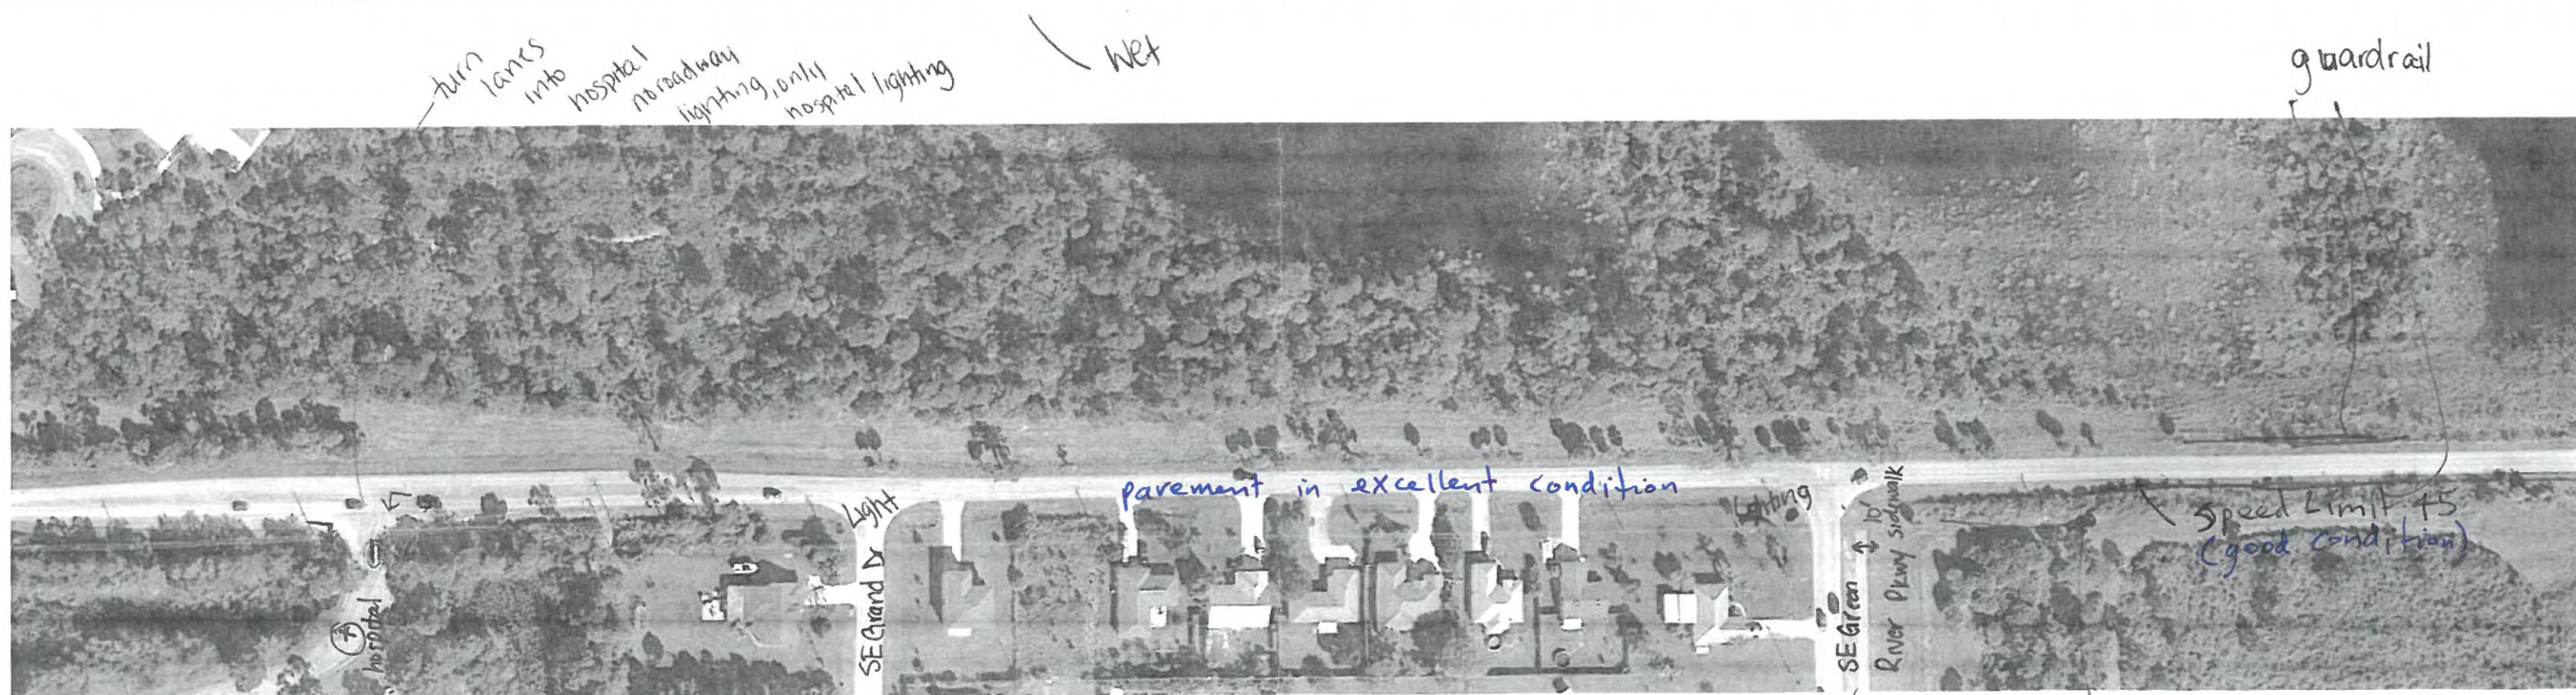 turn
lanes
into
hospital
no roadway
lighting, only
hospital lighting
Wet
guardrail
pavement in excellent condition
Light
Lighting
10' sidewalk
Speed Limit 45
(good condition)
hospital
SE Grand Dr
SE Green
River Pkwy